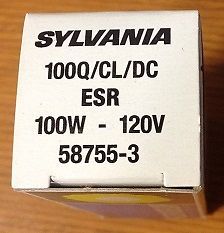 SYLVANIA
100Q/CL/DC
ESR
100W - 120V
58755-3